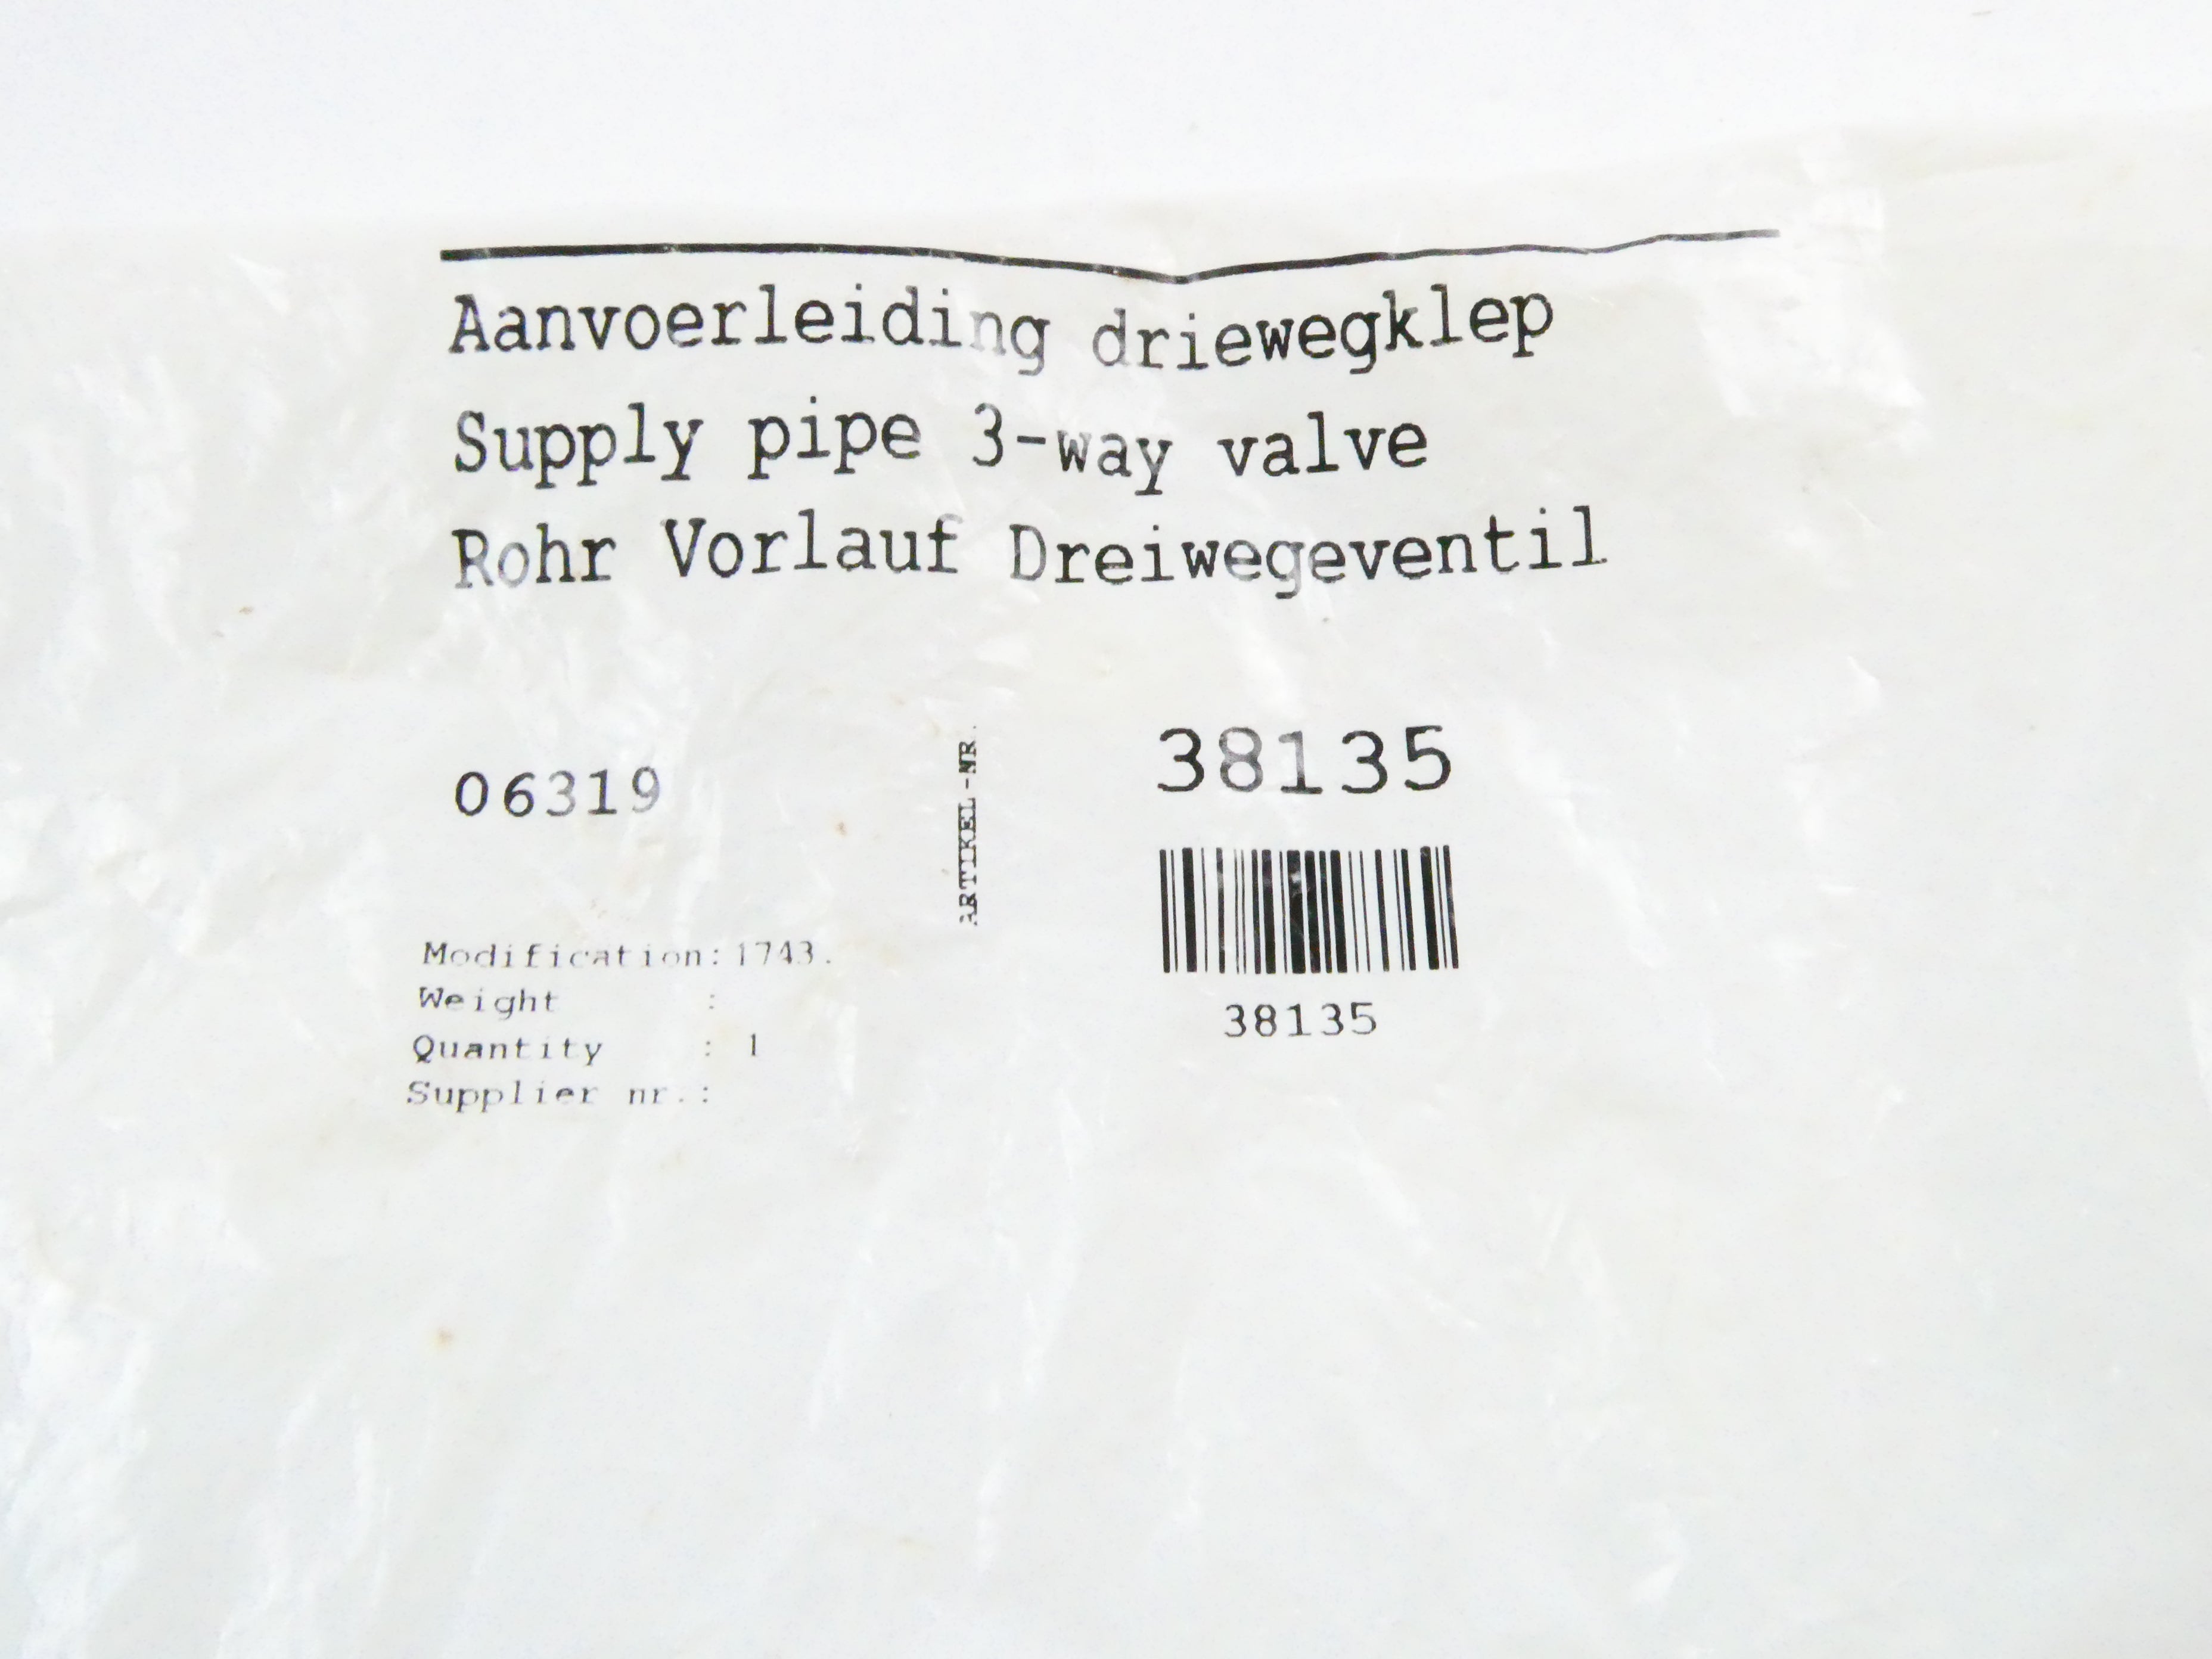 Aanvoerleiding driewegklep
Supply pipe 3-way valve
Rohr Vorlauf Dreiwegeventil
06319
ARTIKEL-NR.
38135
38135
Modification: 1743.
Weight :
Quantity : 1
Supplier nr.: